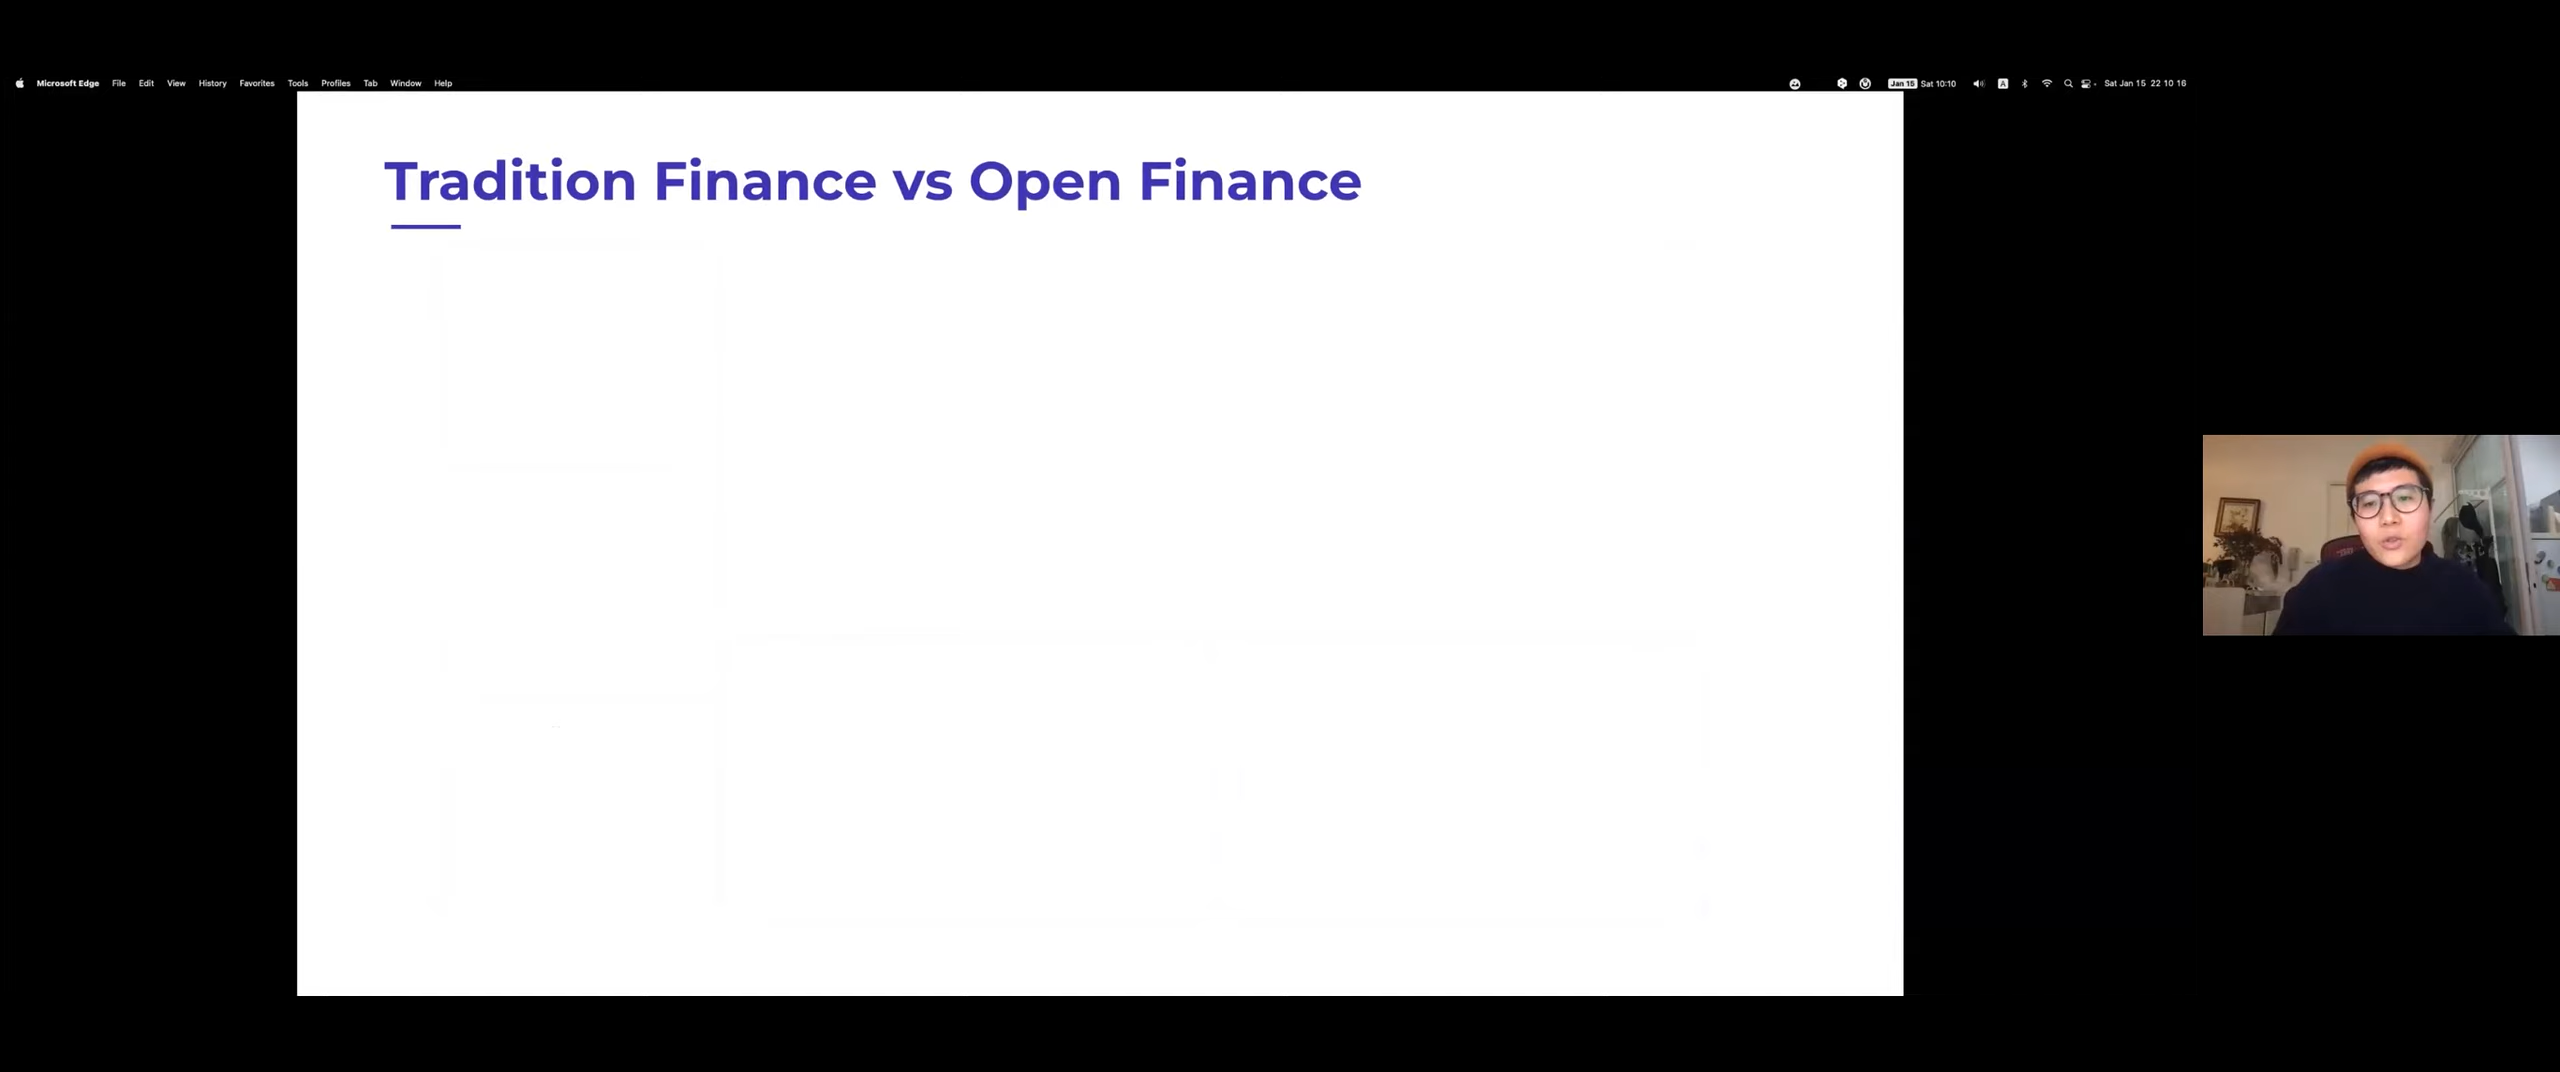 Microsoft Edge File Edit View History Favorites Tools Profiles Tab Window Help
Jan 15 Sat 10:10 A Sat Jan 15 22 10 16
Tradition Finance vs Open Finance